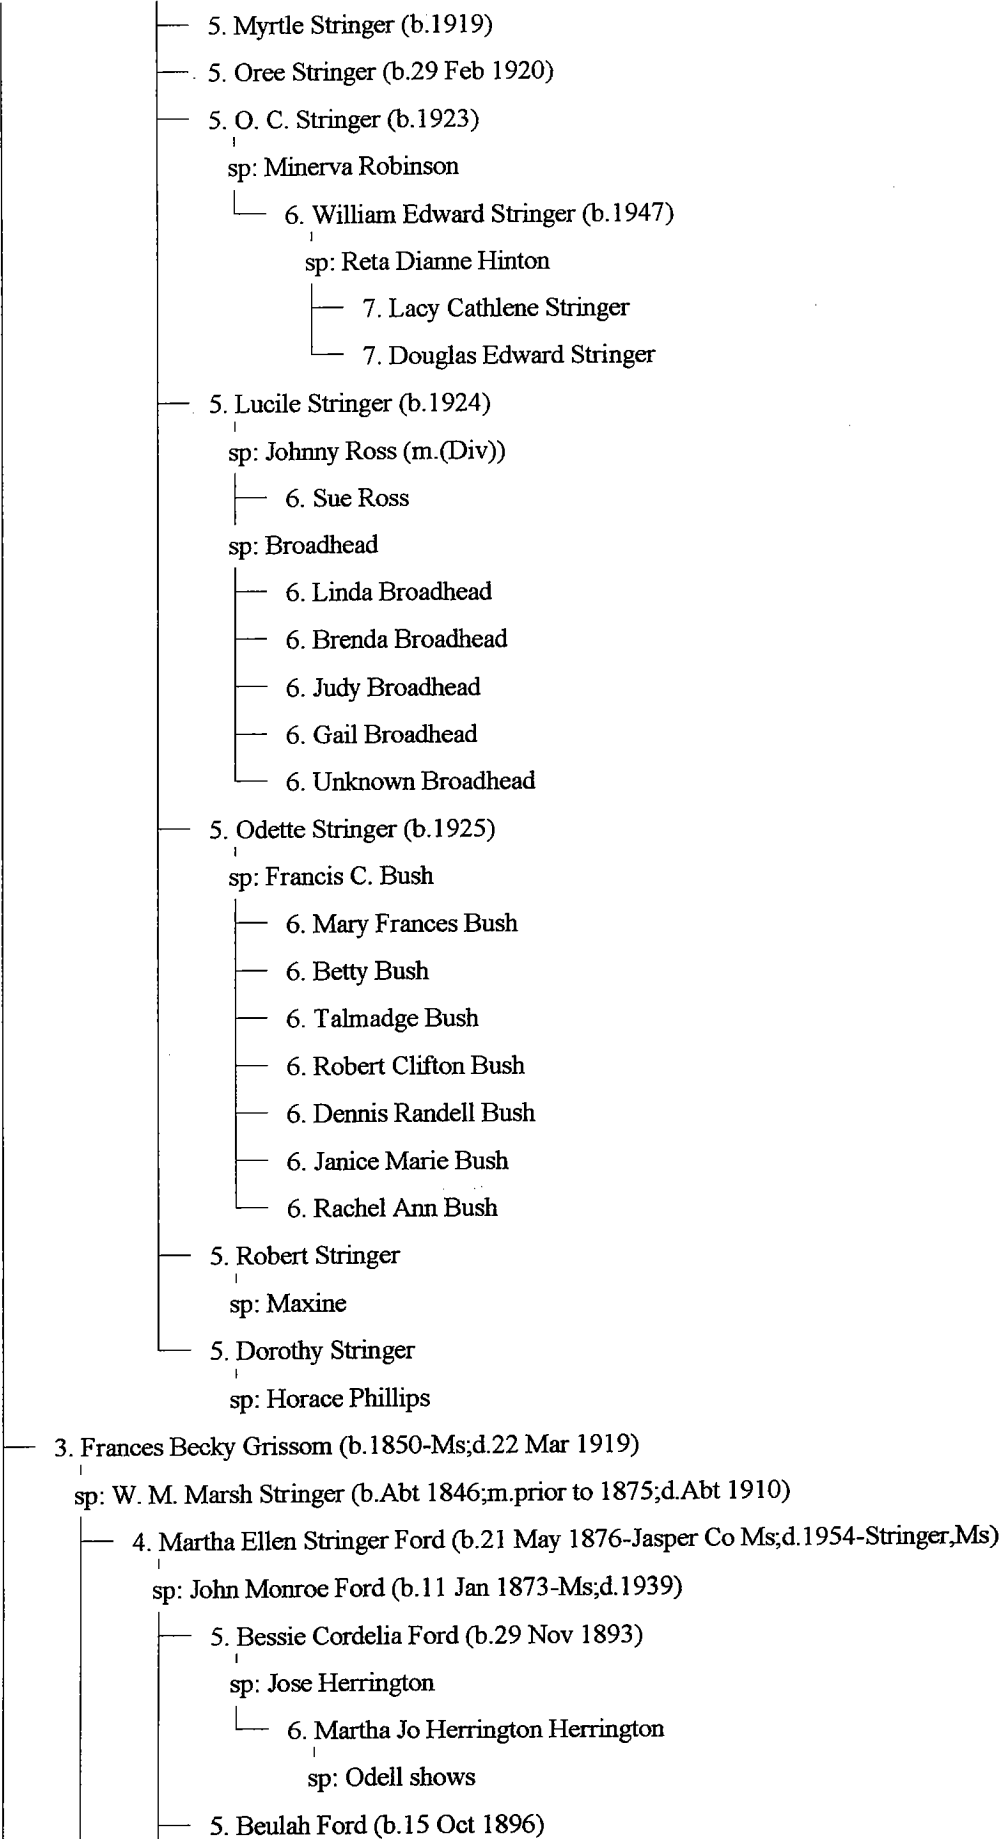 5. Myrtle Stringer (b.1919)
5. Oree Stringer (b.29 Feb 1920)
5. O. C. Stringer (b.1923)
sp: Minerva Robinson
6. William Edward Stringer (b.1947)
sp: Reta Dianne Hinton
7. Lacy Cathlene Stringer
7. Douglas Edward Stringer
5. Lucile Stringer (b.1924)
sp: Johnny Ross (m.(Div))
6. Sue Ross
sp: Broadhead
6. Linda Broadhead
6. Brenda Broadhead
6. Judy Broadhead
6. Gail Broadhead
6. Unknown Broadhead
5. Odette Stringer (b.1925)
sp: Francis C. Bush
6. Mary Frances Bush
6. Betty Bush
6. Talmadge Bush
6. Robert Clifton Bush
6. Dennis Randell Bush
6. Janice Marie Bush
6. Rachel Ann Bush
5. Robert Stringer
sp: Maxine
5. Dorothy Stringer
sp: Horace Phillips
3. Frances Becky Grissom (b.1850-Ms;d.22 Mar 1919)
sp: W. M. Marsh Stringer (b.Abt 1846;m.prior to 1875;d.Abt 1910)
4. Martha Ellen Stringer Ford (b.21 May 1876-Jasper Co Ms;d.1954-Stringer,Ms)
sp: John Monroe Ford (b.11 Jan 1873-Ms;d.1939)
5. Bessie Cordelia Ford (b.29 Nov 1893)
sp: Jose Herrington
6. Martha Jo Herrington Herrington
sp: Odell shows
5. Beulah Ford (b.15 Oct 1896)